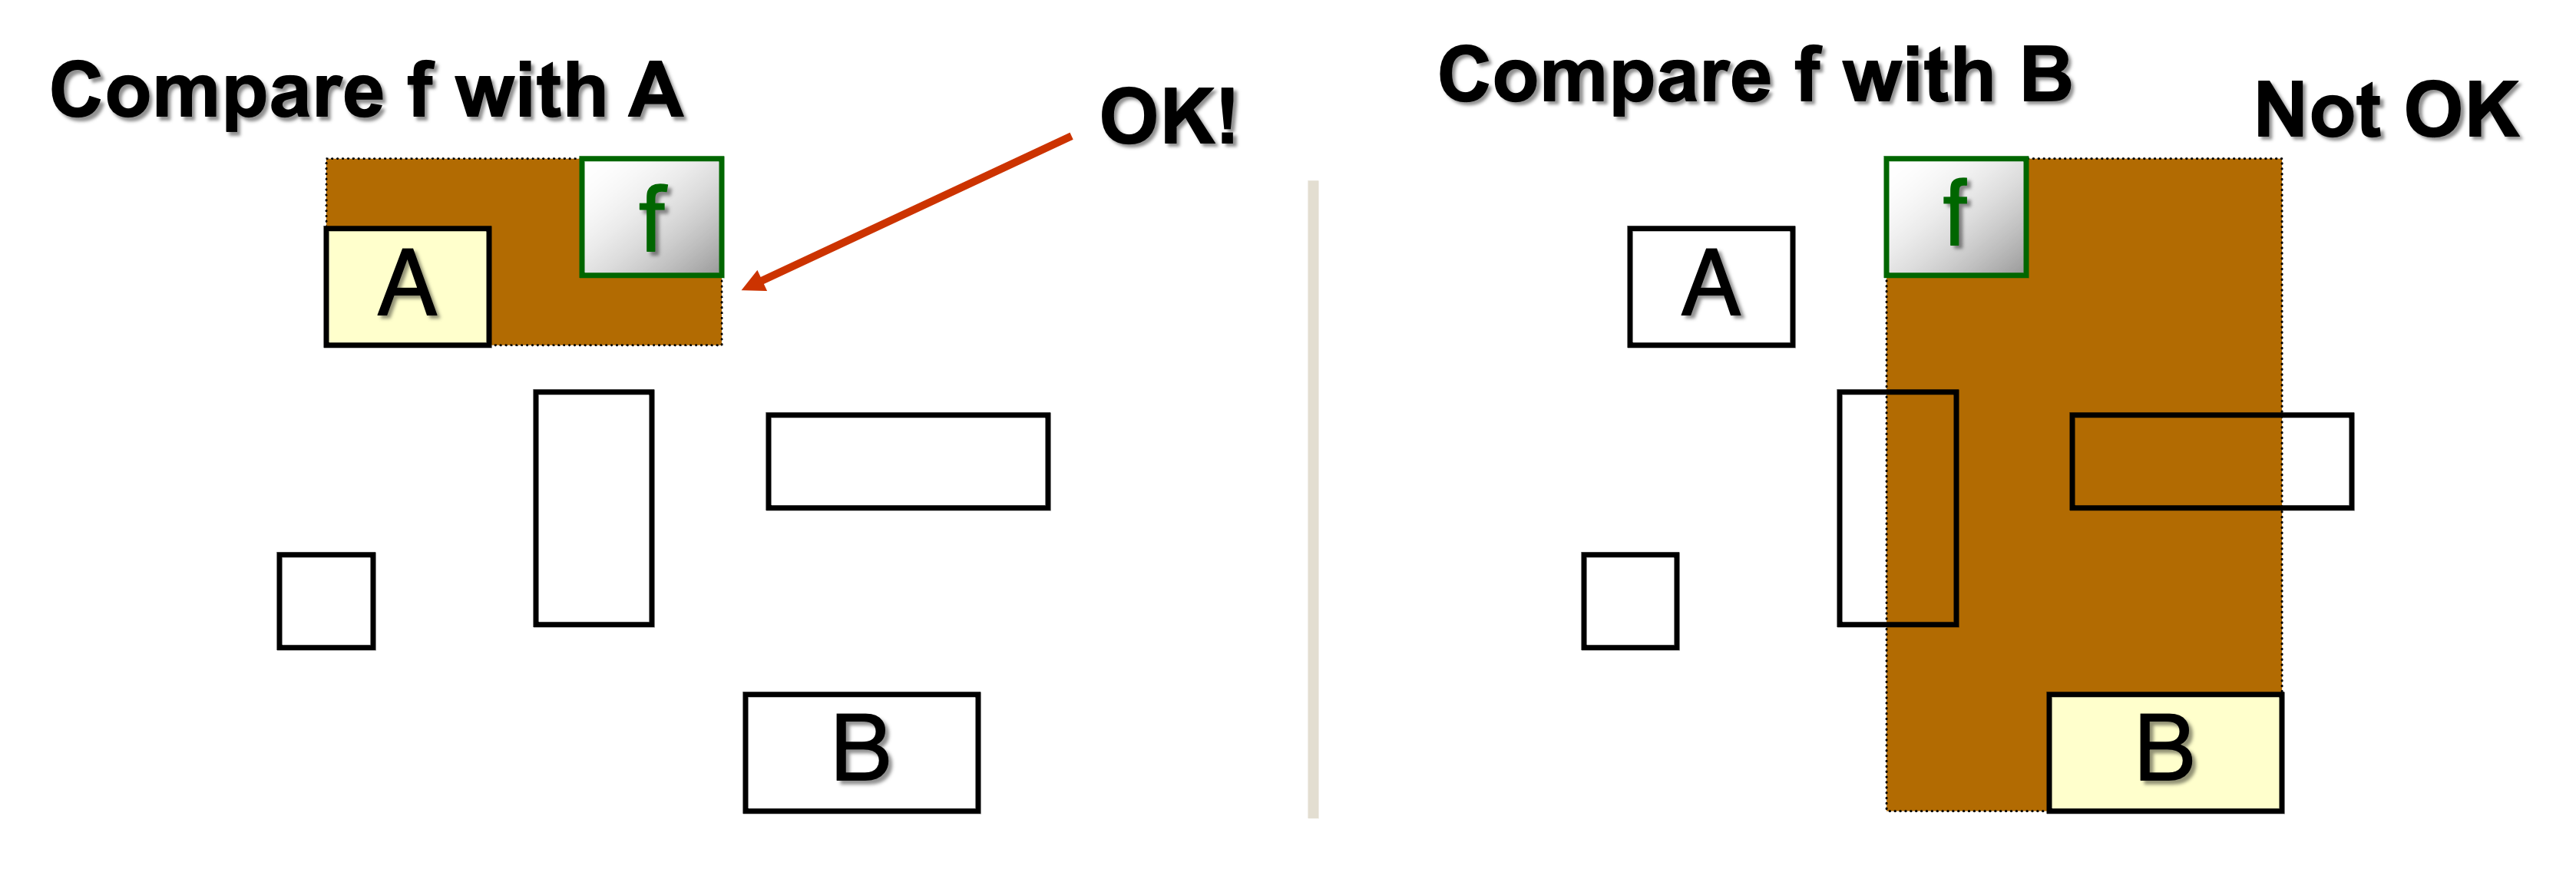 Compare f with A
OK!
f
A
B
Compare f with B
Not OK
f
A
B